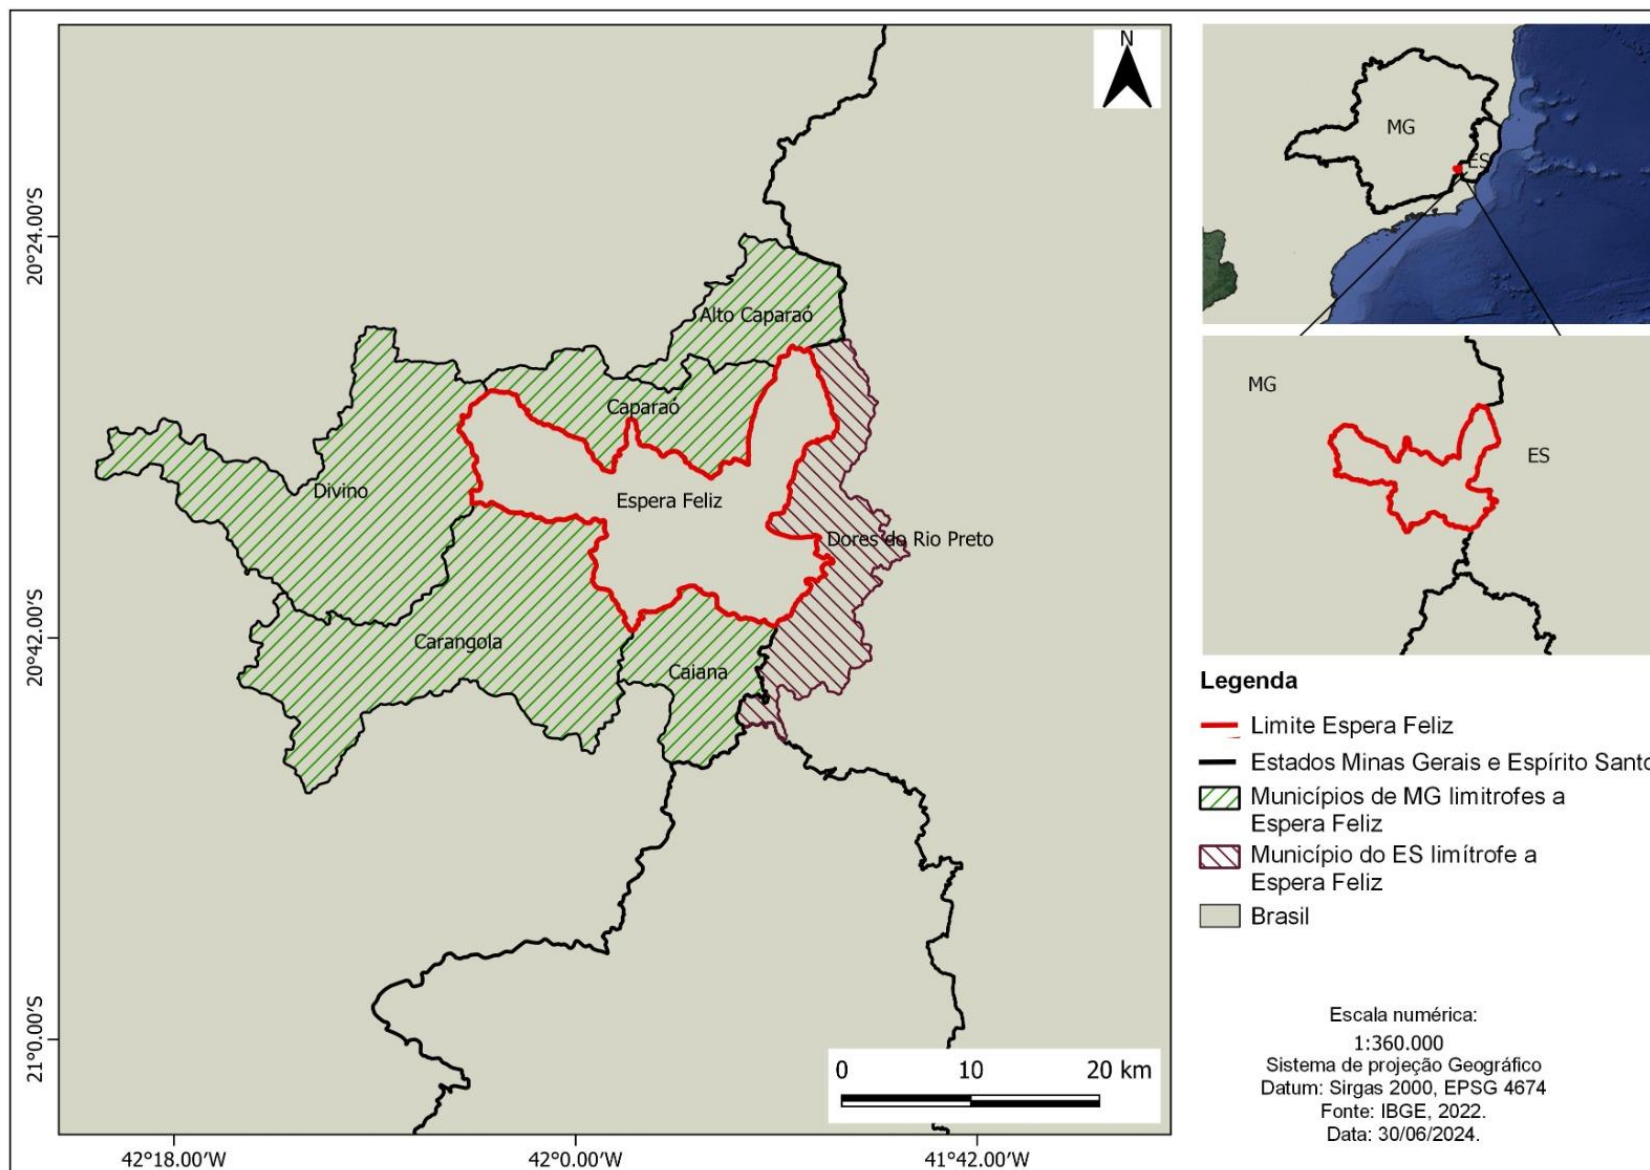 N
20°24.00'S
20°42.00'S
21°0.00'S
42°18.00'W
42°0.00'W
41°42.00'W
Alto Caparaó
Caparaó
Divino
Espera Feliz
Dores do Rio Preto
Carangola
Caiana
0 10 20 km
MG
ES
MG
ES
Legenda
Limite Espera Feliz
Estados Minas Gerais e Espírito Santo
Municípios de MG limitrofes a
Espera Feliz
Município do ES limítrofe a
Espera Feliz
Brasil
Escala numérica:
1:360.000
Sistema de projeção Geográfico
Datum: Sirgas 2000, EPSG 4674
Fonte: IBGE, 2022.
Data: 30/06/2024.